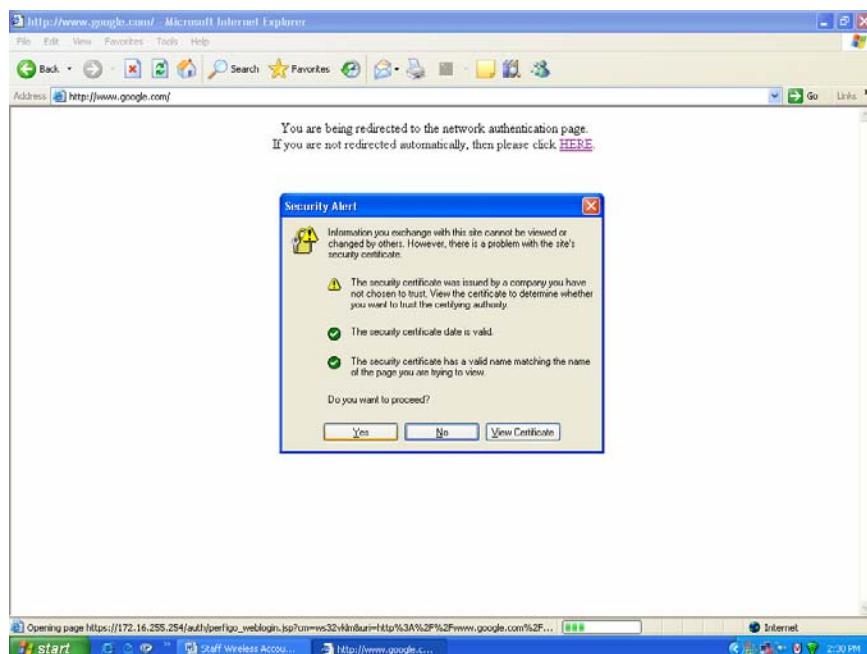 http://www.google.com/ - Microsoft Internet Explorer
File Edit View Favorites Tools Help
Back Search Favorites
Address http://www.google.com/ Go Links
You are being redirected to the network authentication page.
If you are not redirected automatically, then please click HERE.
Security Alert
Information you exchange with this site cannot be viewed or
changed by others. However, there is a problem with the site's
security certificate.
The security certificate was issued by a company you have
not chosen to trust. View the certificate to determine whether
you want to trust the certifying authority.
The security certificate date is valid.
The security certificate has a valid name matching the name
of the page you are trying to view.
Do you want to proceed?
Yes No View Certificate
Opening page https://172.16.255.254/auth/perfigo_weblogin.jsp?cm=ws32vklm&uri=http%3A%2F%2Fwww.google.com%2F... Internet
start Staff Wireless Accou... http://www.google.c... 2:30 PM